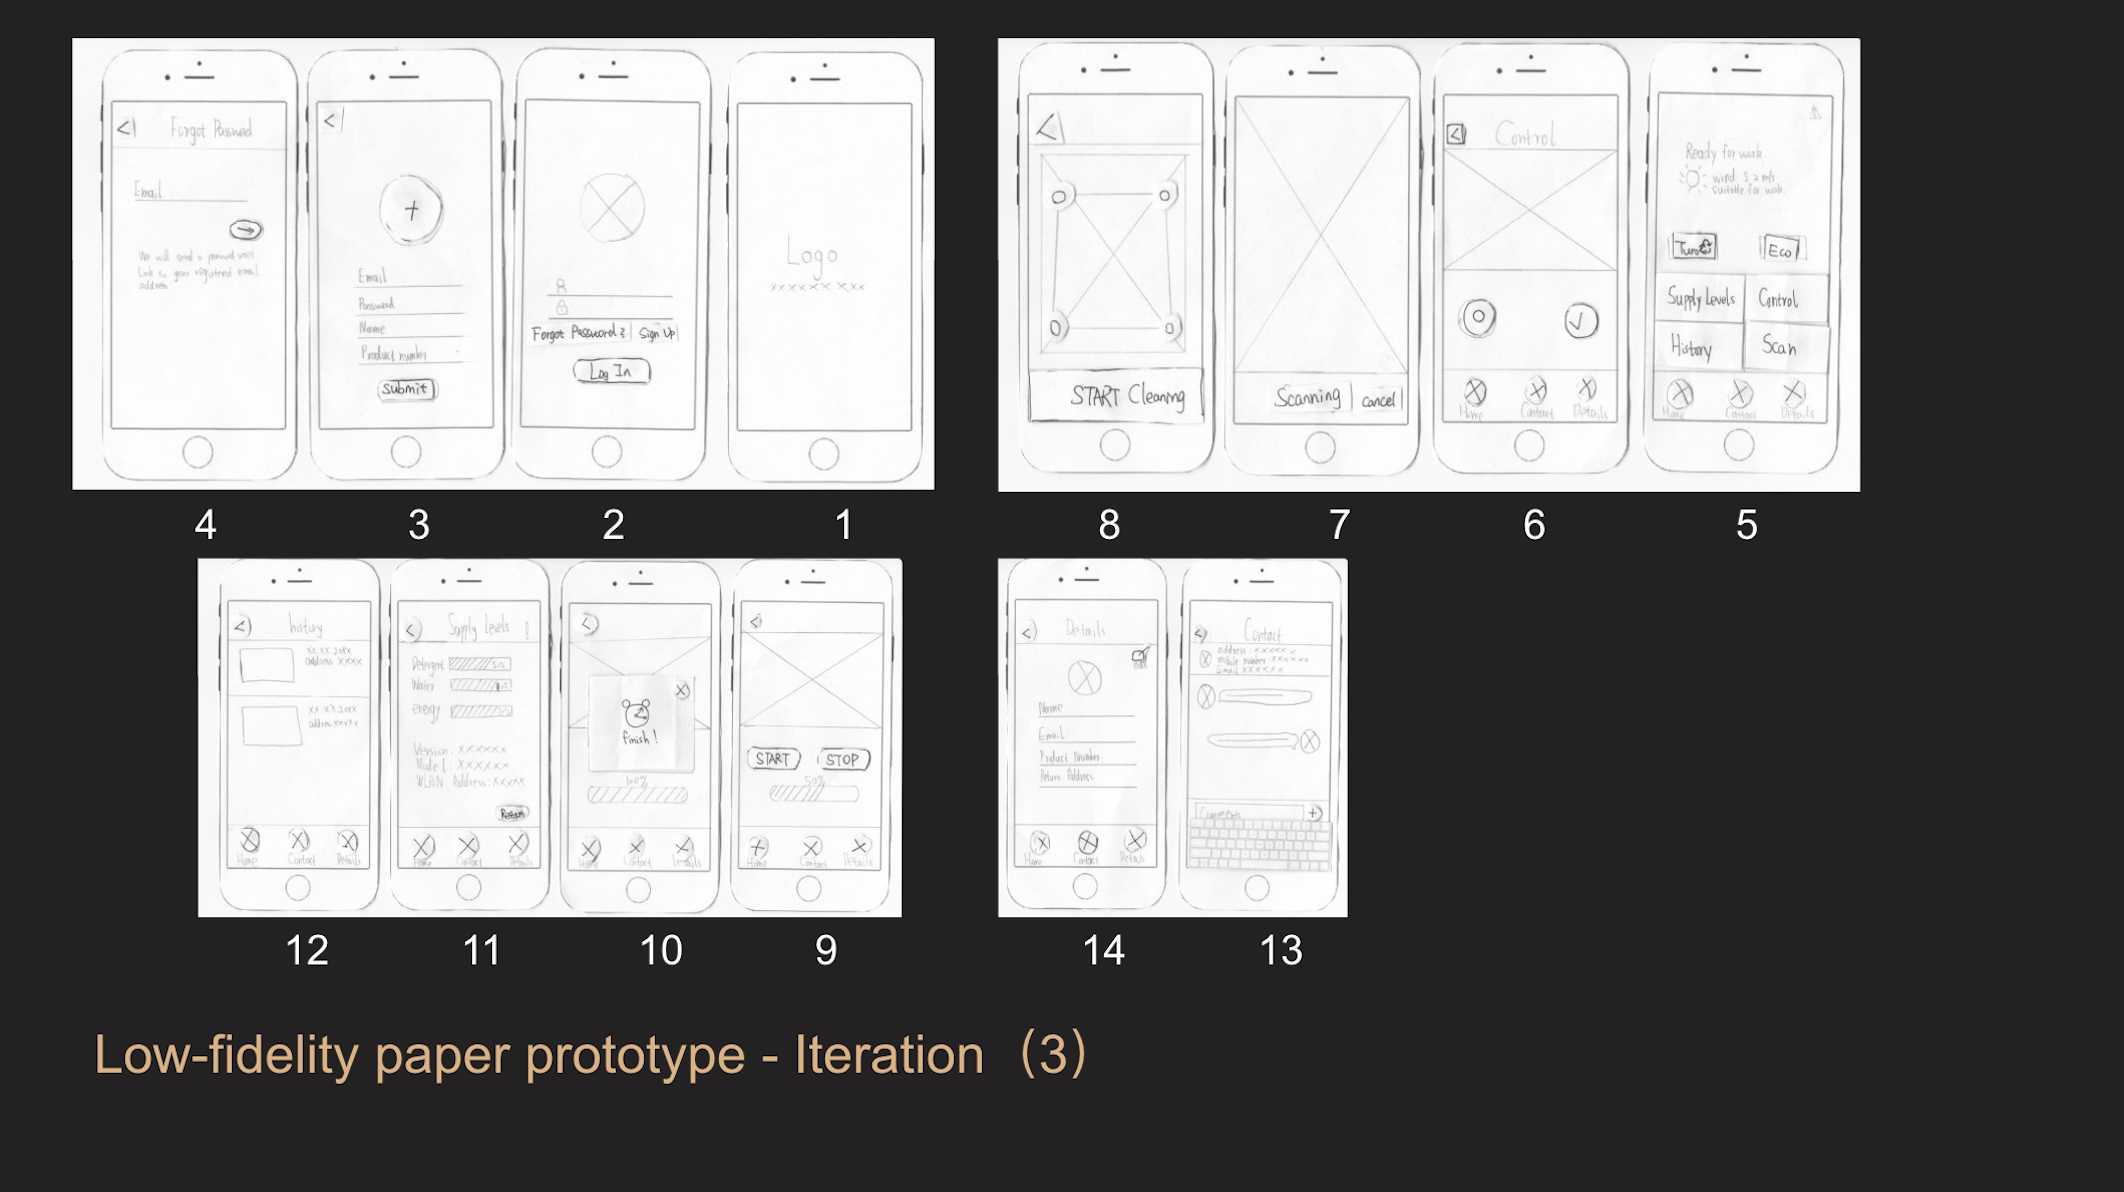 < Forgot Password
Email
→
We will send a password reset
link to your registered email
address
<
+
Email
Password
Name
Product number
Submit
Forgot Password?
Sign Up
Log In
Logo
xxxxxxx xxx
4
3
2
1
<
START Cleaning
Scanning
cancel
< Control
Home
Contact
Details
Ready for work
wind: 5.2 m/s
suitable for work.
Eco
Supply Levels
Control
History
Scan
Home
Contact
Details
8
7
6
5
< history
xx.xx.20xx
address xxxx
xx.xx.20xx
address xxxx
Home
Contact
Details
< Supply Levels !
Detergent
Water
energy
Version: xxxxxx
Model: xxxxxx
WLAN Address: xxxxx
Home
Contact
Details
<
finish!
100%
Home
Contact
Details
<
START
STOP
50%
Home
Contact
Details
12
11
10
9
< Details
Name
Email
Product Number
Return Address
Home
Contact
Details
< Contact
address: xxxxx
mobile number: xxxxxx
Email xxxxxx
Comments
+
14
13
Low-fidelity paper prototype - Iteration（3）